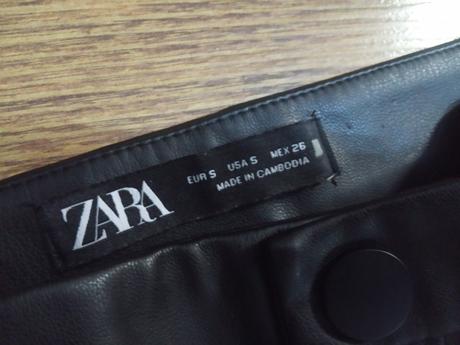 ZARA
EUR S USA S MEX 26
MADE IN CAMBODIA